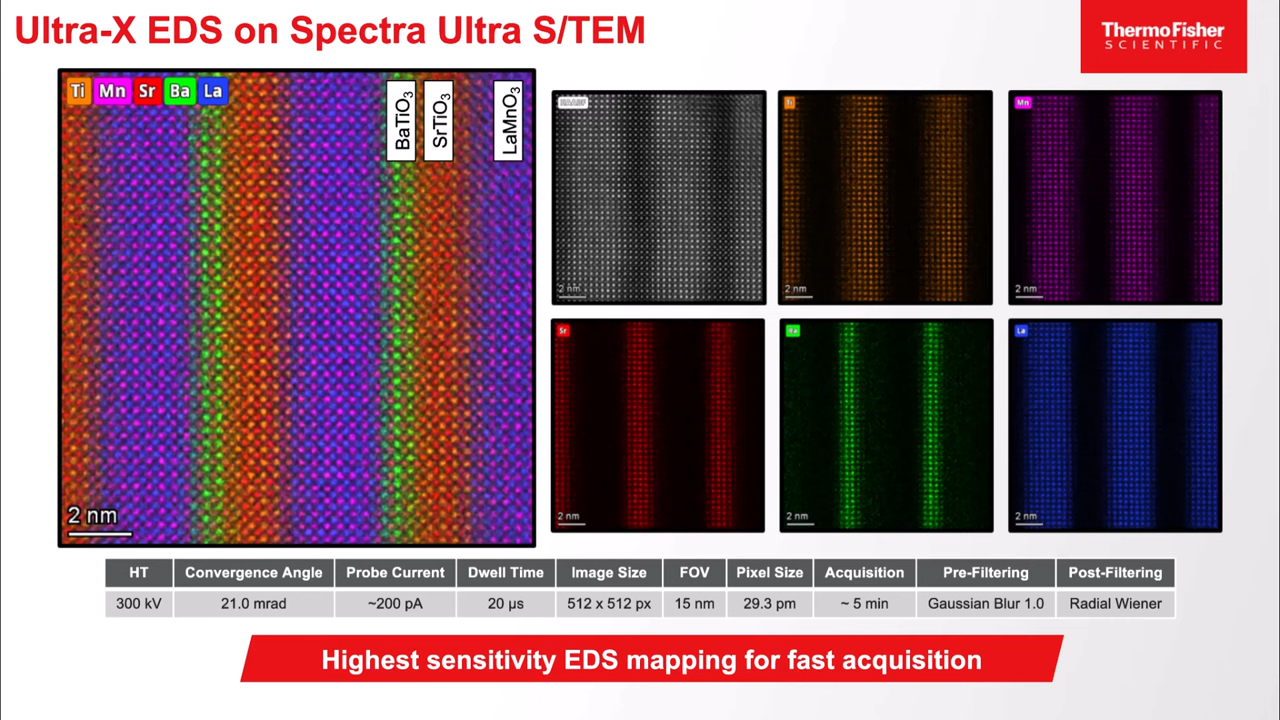 Ultra-X EDS on Spectra Ultra S/TEM
ThermoFisher
SCIENTIFIC
Ti Mn Sr Ba La
BaTiO₃
SrTiO₃
LaMnO₃
2 nm
HAADF
2 nm
Ti
2 nm
Mn
2 nm
Sr
2 nm
Ba
2 nm
La
2 nm
HT Convergence Angle Probe Current Dwell Time Image Size FOV Pixel Size Acquisition Pre-Filtering Post-Filtering
300 kV 21.0 mrad ~200 pA 20 µs 512 x 512 px 15 nm 29.3 pm ~ 5 min Gaussian Blur 1.0 Radial Wiener
Highest sensitivity EDS mapping for fast acquisition